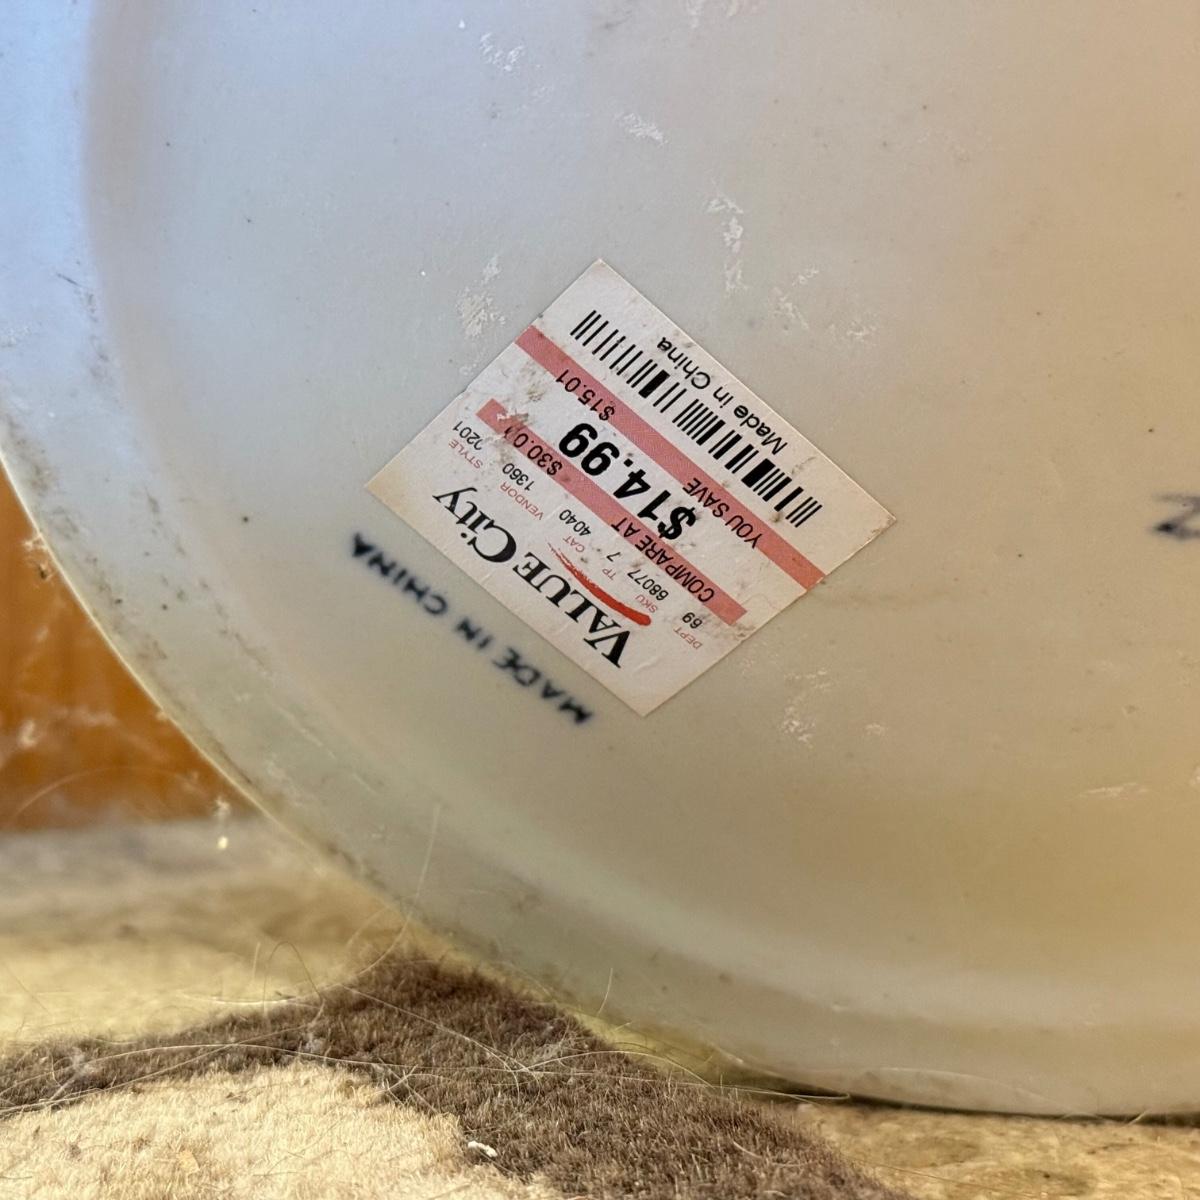 VALUE City
DEPT SKU TP CAT VENDOR STYLE
69 68077 7 4040 1360 0201
COMPARE AT $30.00
$14.99
YOU SAVE $15.01
Made in China
MADE IN CHINA